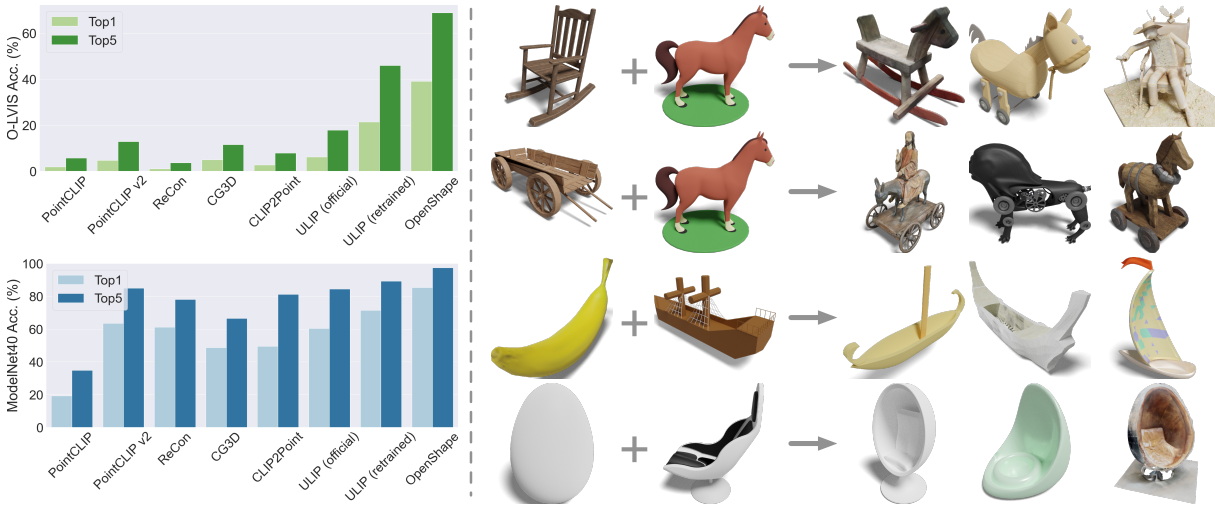 Top1
Top5
O-LVIS Acc. (%)
60
40
20
0
PointCLIP
PointCLIP v2
ReCon
CG3D
CLIP2Point
ULIP (official)
ULIP (retrained)
OpenShape
Top1
Top5
ModelNet40 Acc. (%)
100
80
60
40
20
0
PointCLIP
PointCLIP v2
ReCon
CG3D
CLIP2Point
ULIP (official)
ULIP (retrained)
OpenShape
+
+
+
+